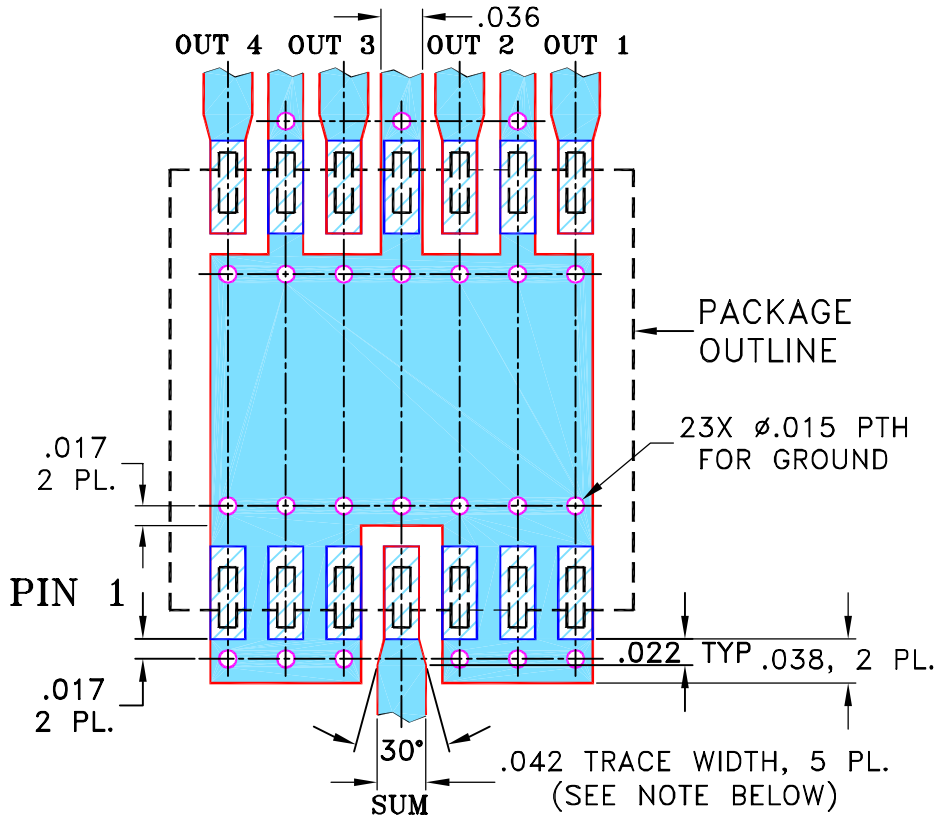 .036
OUT 4 OUT 3 OUT 2 OUT 1
PACKAGE
OUTLINE
23X ø.015 PTH
FOR GROUND
.017
2 PL.
PIN 1
.022 TYP
.038, 2 PL.
.017
2 PL.
30°
.042 TRACE WIDTH, 5 PL.
(SEE NOTE BELOW)
SUM